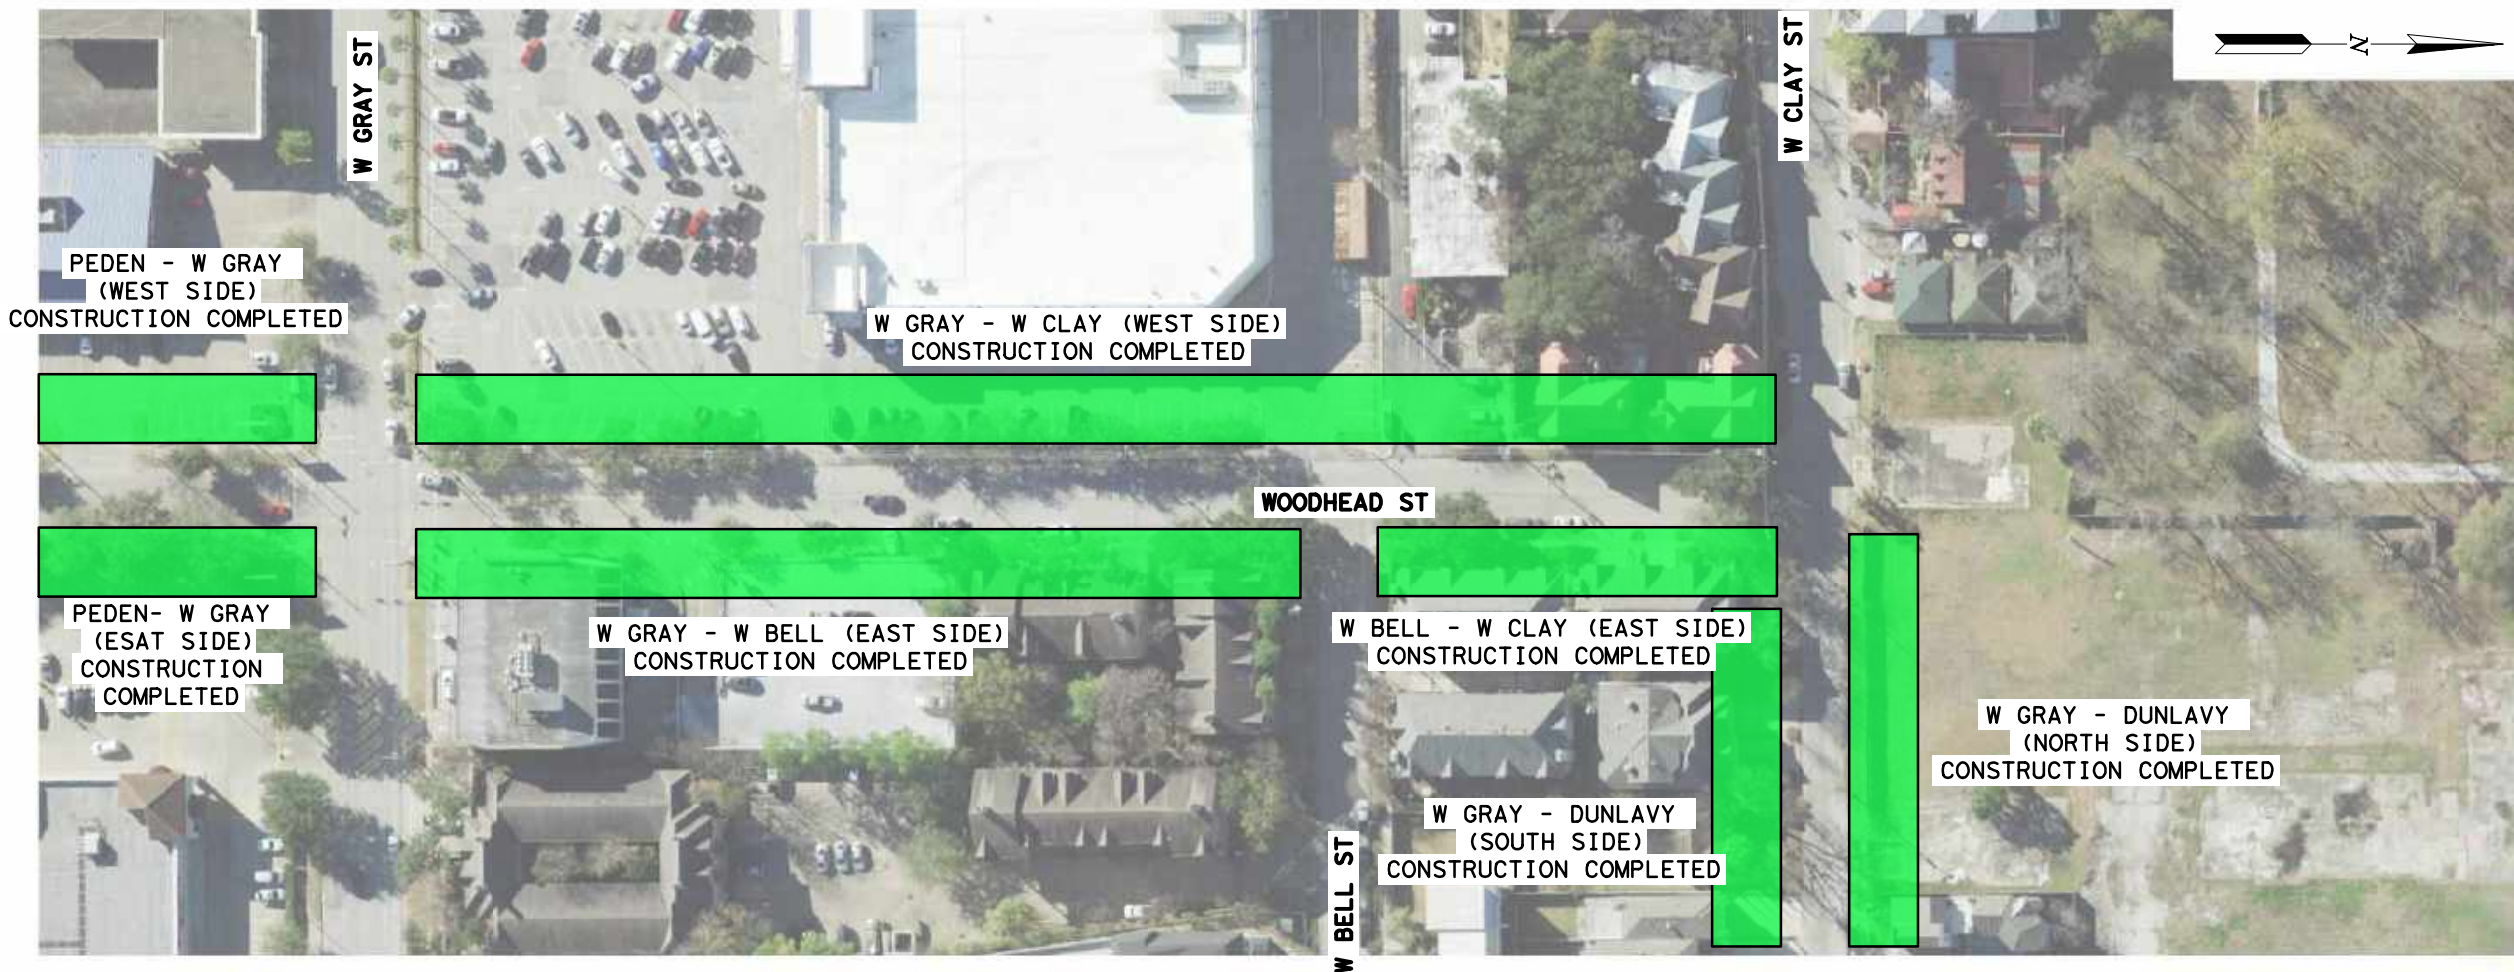 W GRAY ST
W CLAY ST
N
PEDEN - W GRAY
(WEST SIDE)
CONSTRUCTION COMPLETED
W GRAY - W CLAY (WEST SIDE)
CONSTRUCTION COMPLETED
WOODHEAD ST
PEDEN- W GRAY
(ESAT SIDE)
CONSTRUCTION
COMPLETED
W GRAY - W BELL (EAST SIDE)
CONSTRUCTION COMPLETED
W BELL - W CLAY (EAST SIDE)
CONSTRUCTION COMPLETED
W GRAY - DUNLAVY
(NORTH SIDE)
CONSTRUCTION COMPLETED
W GRAY - DUNLAVY
(SOUTH SIDE)
CONSTRUCTION COMPLETED
W BELL ST